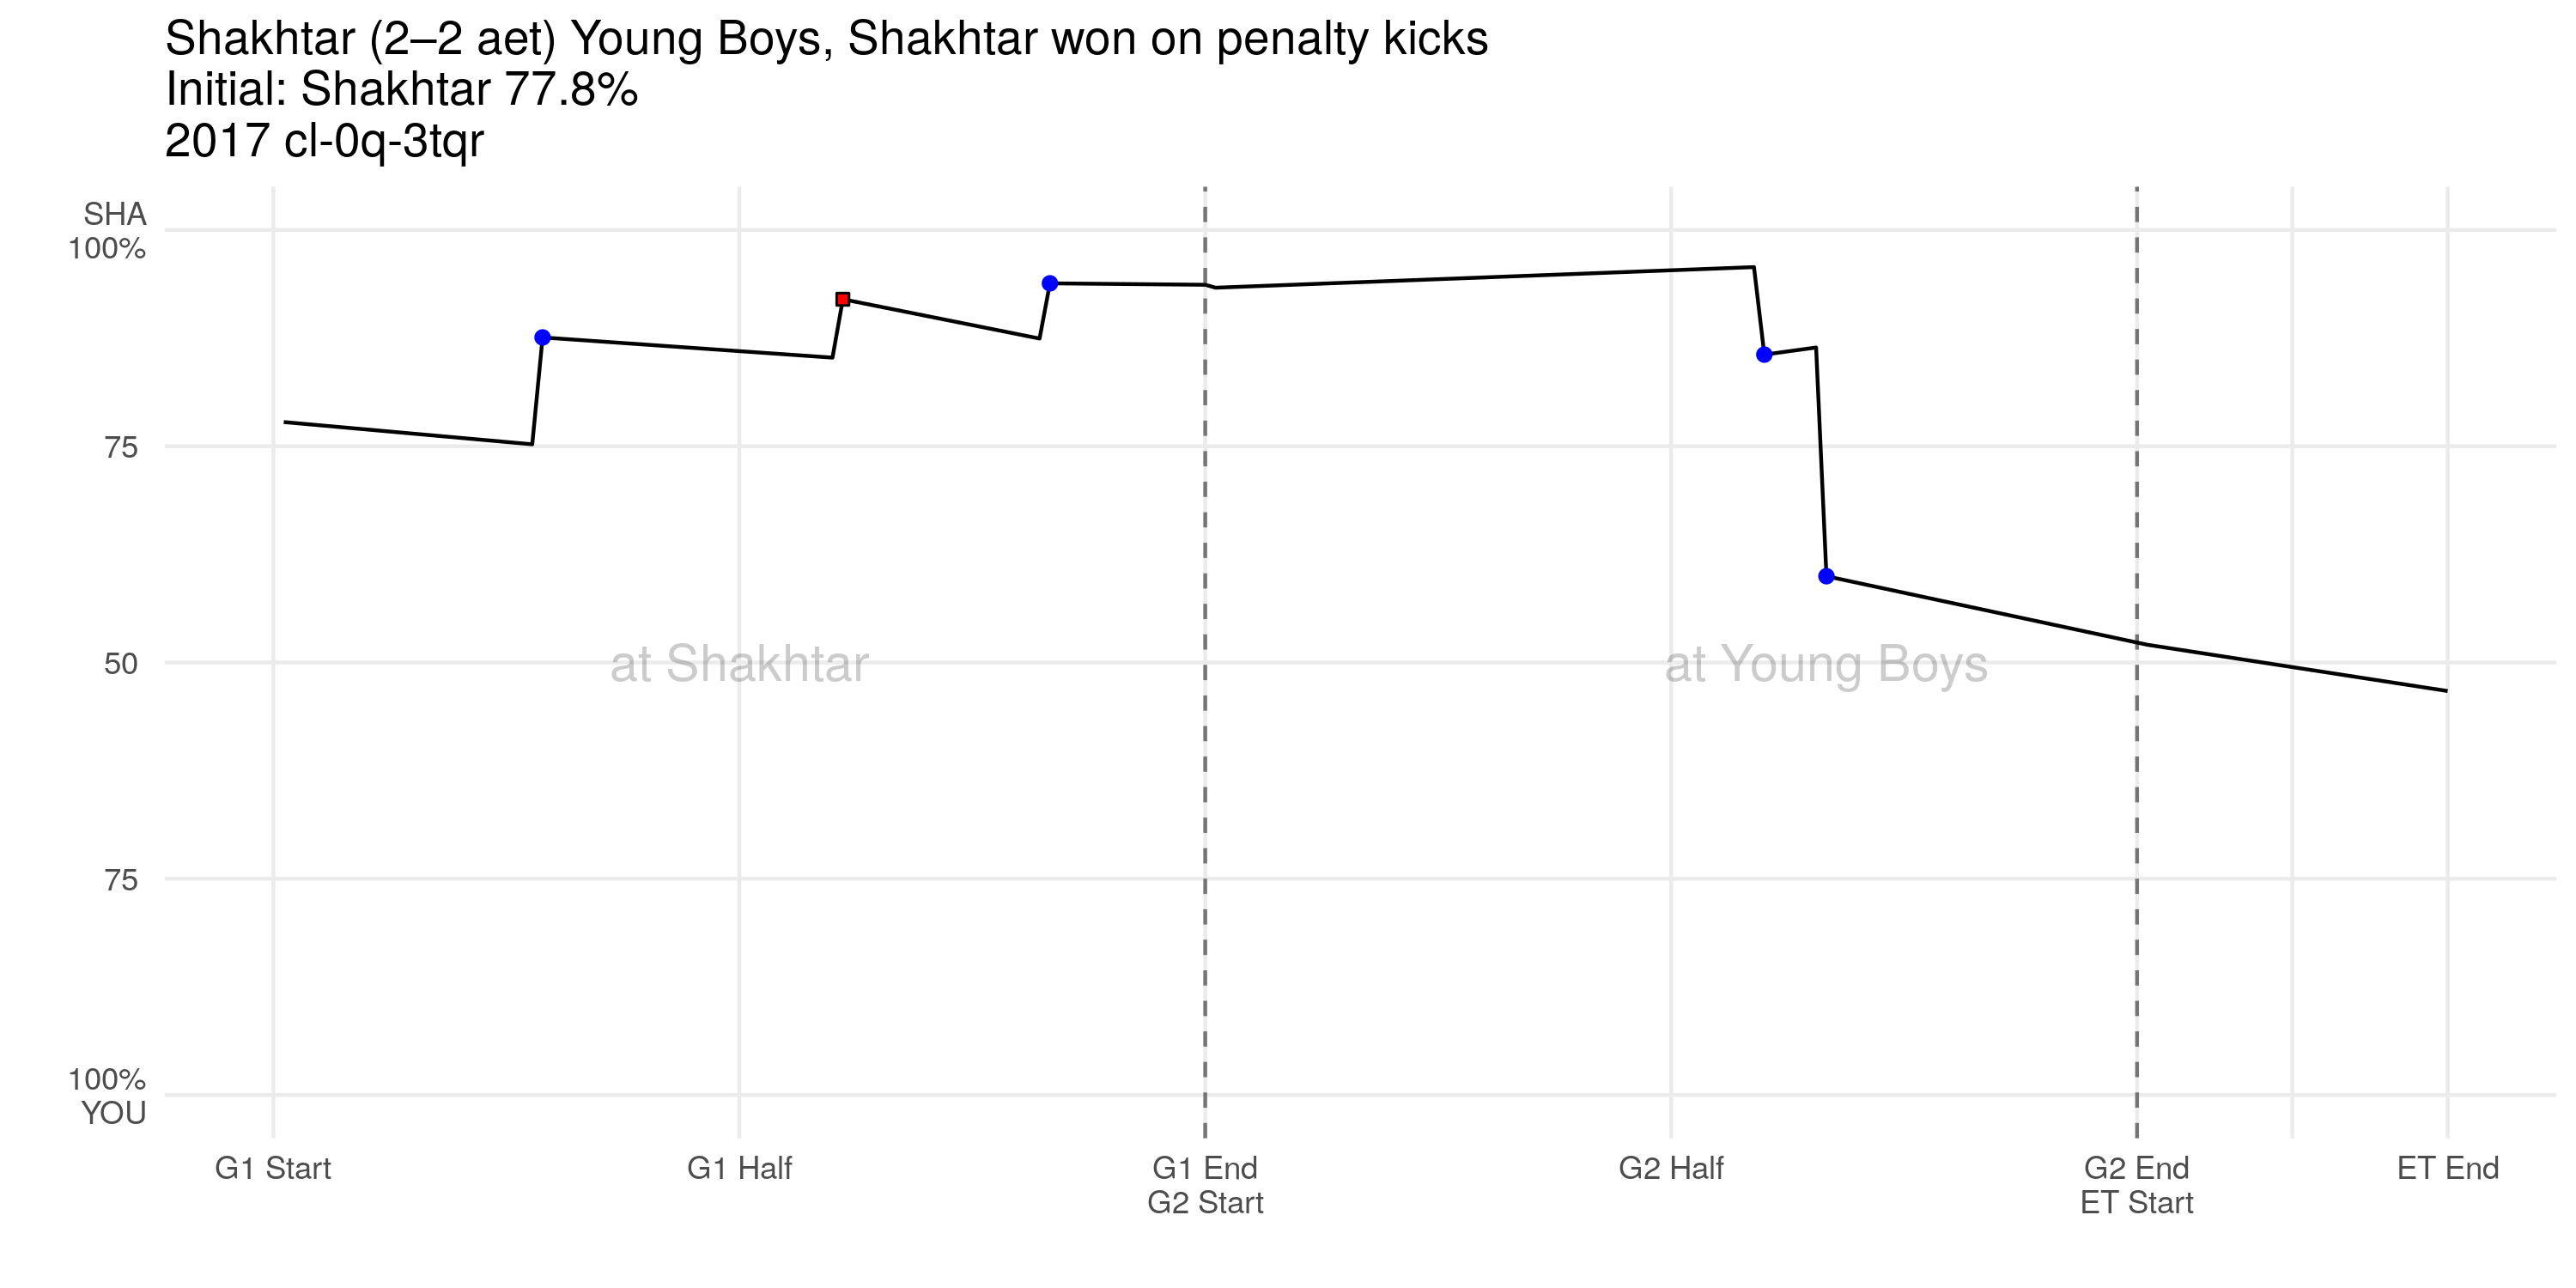 Shakhtar (2–2 aet) Young Boys, Shakhtar won on penalty kicks
Initial: Shakhtar 77.8%
2017 cl-0q-3tqr
SHA
100%
75
50
75
100%
YOU
at Shakhtar
at Young Boys
G1 Start
G1 Half
G1 End
G2 Start
G2 Half
G2 End
ET Start
ET End